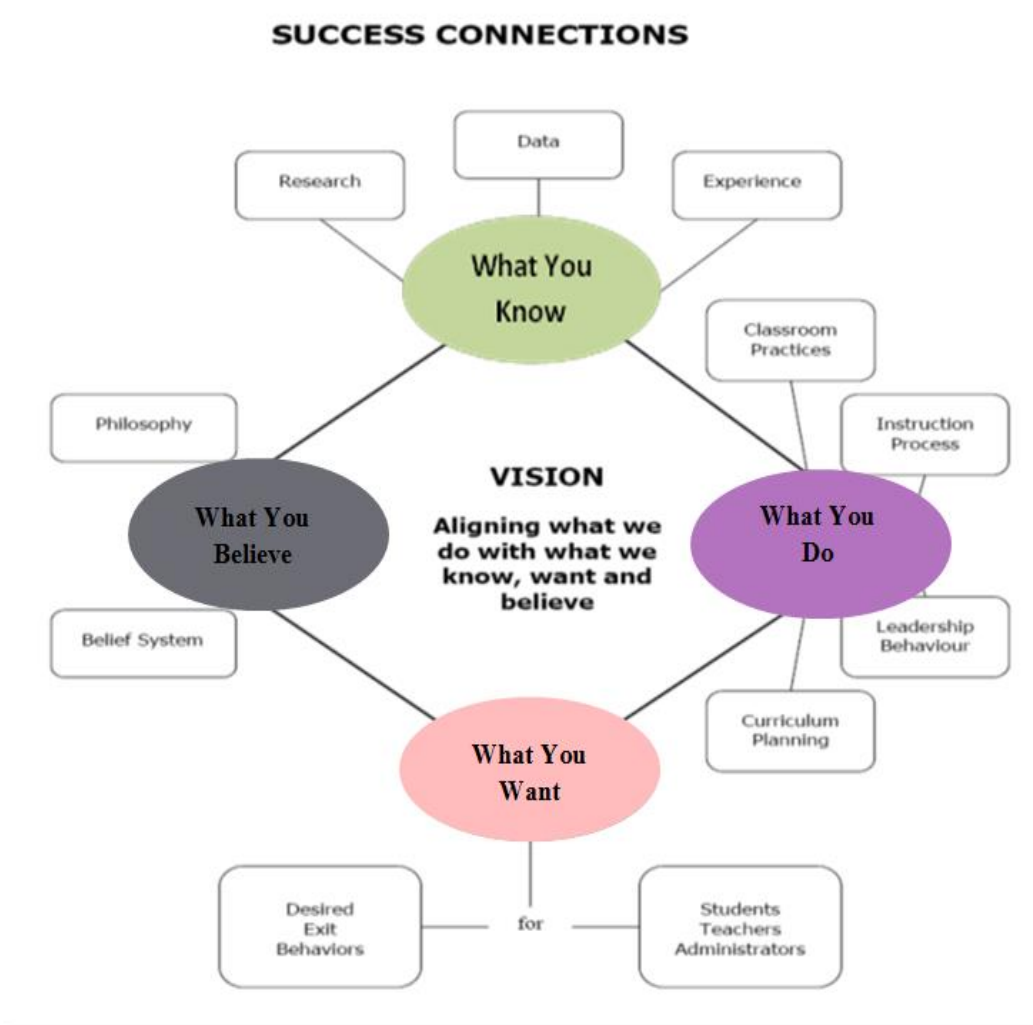 SUCCESS CONNECTIONS
Data
Research
Experience
What You
Know
Classroom
Practices
Philosophy
Instruction
Process
VISION
Aligning what we
do with what we
know, want and
believe
What You
Believe
What You
Do
Belief System
Leadership
Behaviour
Curriculum
Planning
What You
Want
Desired
Exit
Behaviors
for
Students
Teachers
Administrators